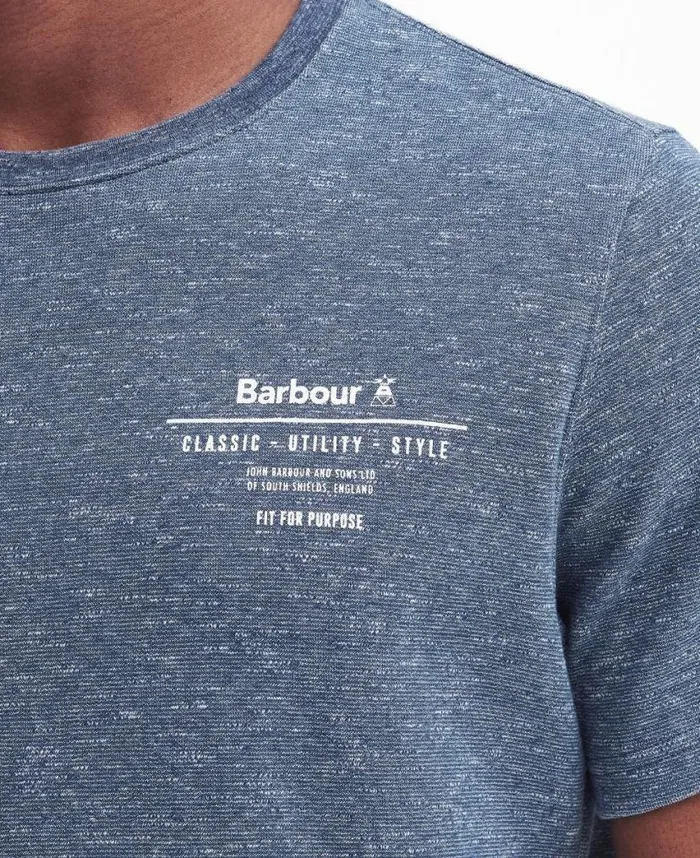 Barbour
CLASSIC - UTILITY - STYLE
JOHN BARBOUR AND SONS LTD
OF SOUTH SHIELDS, ENGLAND
FIT FOR PURPOSE